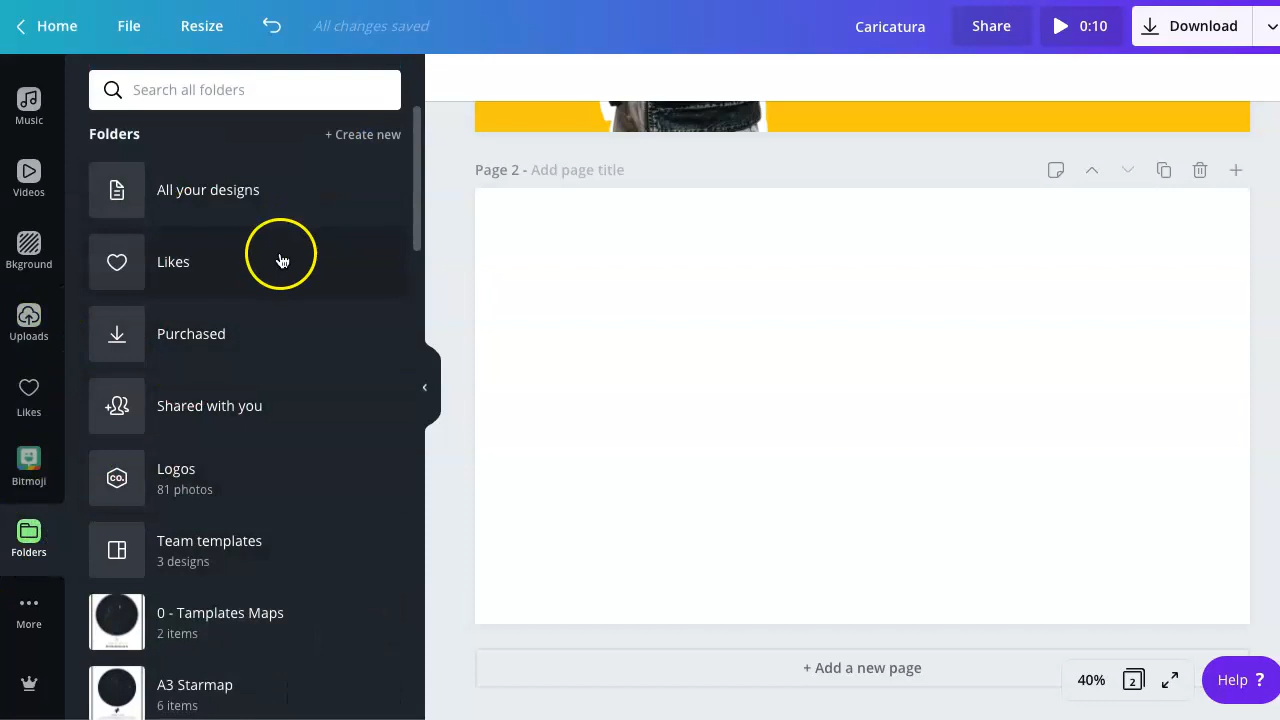 Home File Resize All changes saved Caricatura Share 0:10 Download
Search all folders
Folders + Create new
All your designs
Likes
Purchased
Shared with you
Logos
81 photos
Team templates
3 designs
0 - Tamplates Maps
2 items
A3 Starmap
6 items
Music
Videos
Bkground
Uploads
Likes
Bitmoji
Folders
More
CO.
Page 2 - Add page title
+ Add a new page
40% 2 Help ?